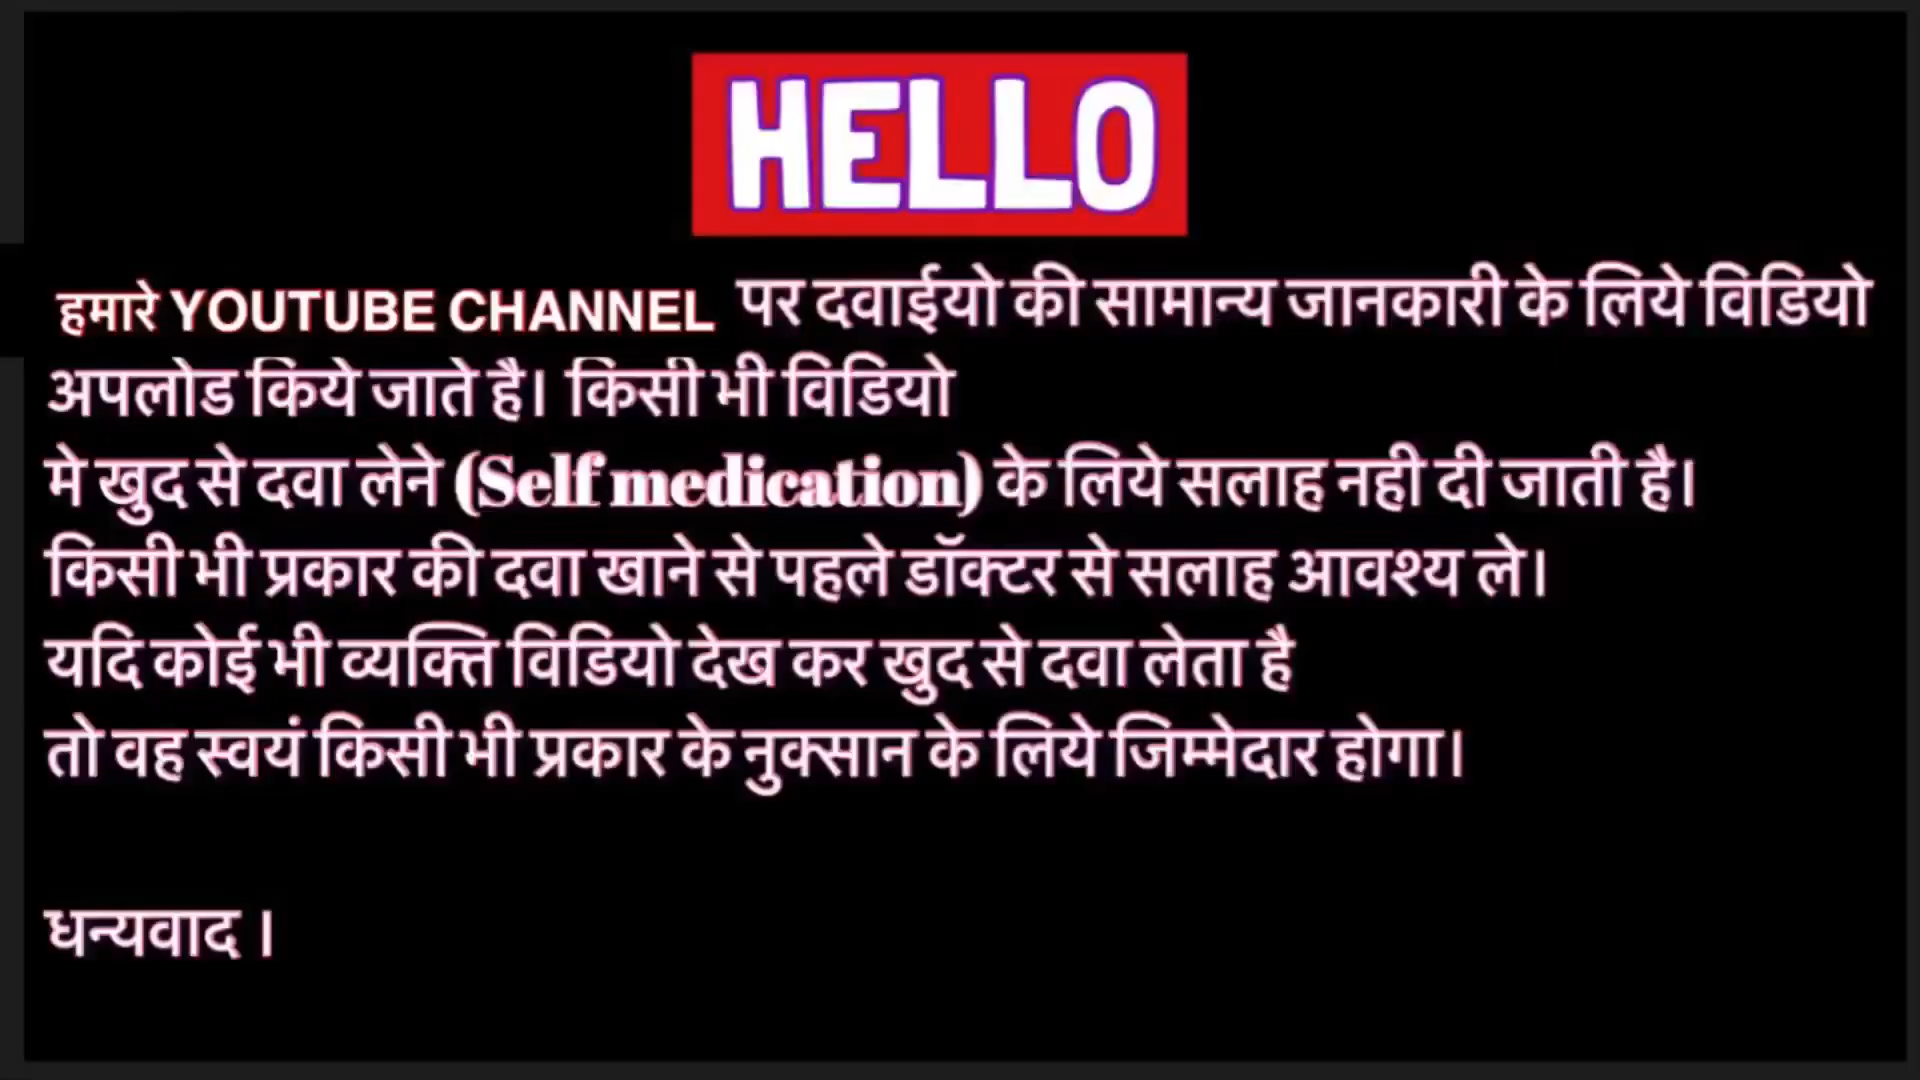 HELLO
हमारे YOUTUBE CHANNEL पर दवाईयो की सामान्य जानकारी के लिये विडियो
अपलोड किये जाते है। किसी भी विडियो
मे खुद से दवा लेने (Self medication) के लिये सलाह नही दी जाती है।
किसी भी प्रकार की दवा खाने से पहले डॉक्टर से सलाह आवश्य ले।
यदि कोई भी व्यक्ति विडियो देख कर खुद से दवा लेता है
तो वह स्वयं किसी भी प्रकार के नुक्सान के लिये जिम्मेदार होगा।
धन्यवाद ।